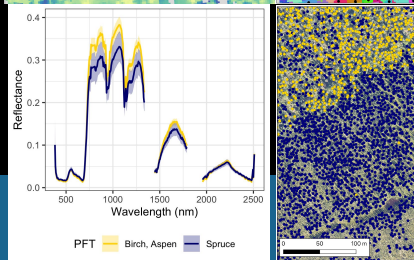 0.4
0.3
0.2
0.1
0.0
Reflectance
500 1000 1500 2000 2500
Wavelength (nm)
PFT Birch, Aspen Spruce
0 50 100 m